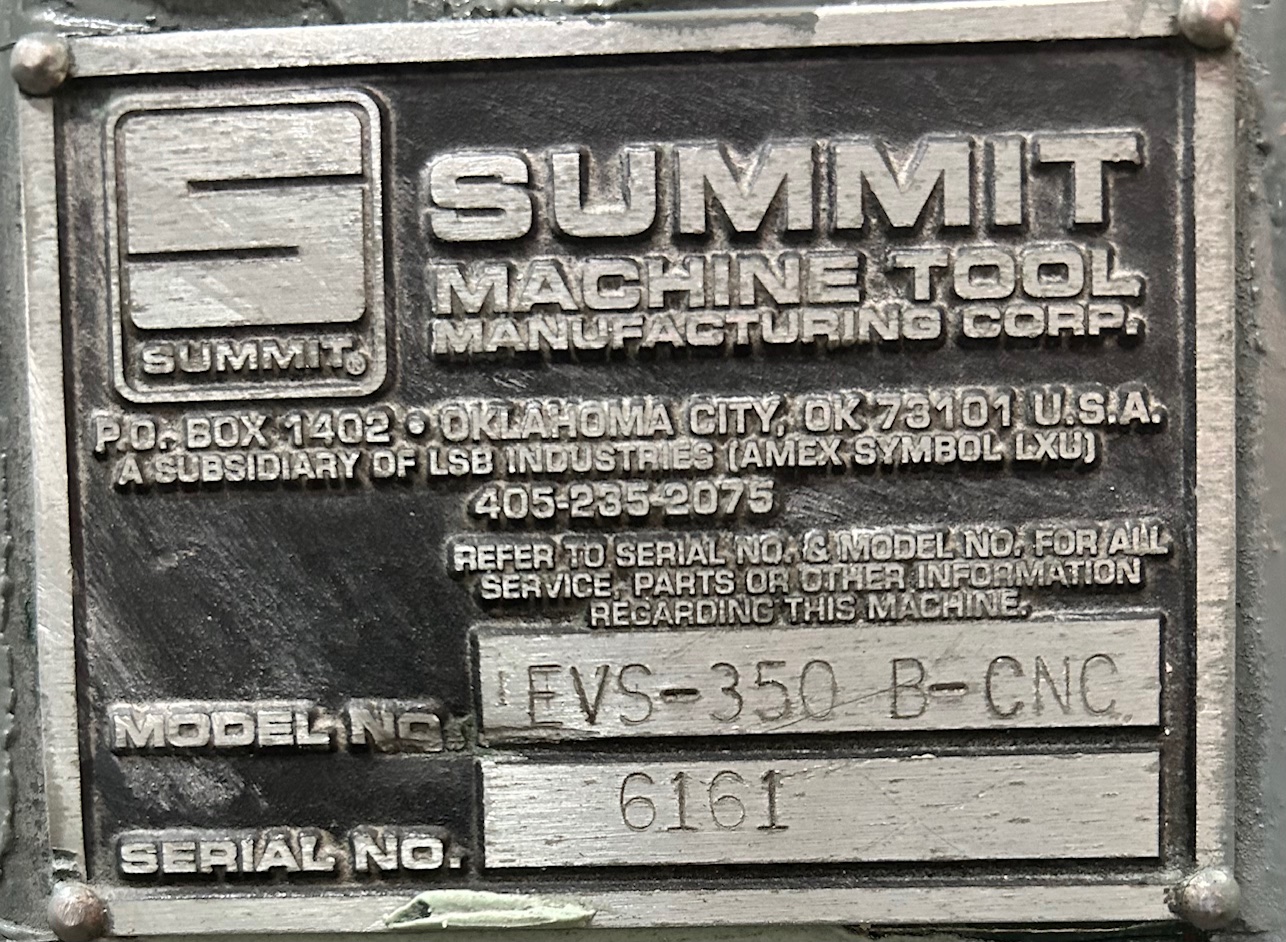 SUMMIT®
SUMMIT
MACHINE TOOL
MANUFACTURING CORP.
P.O. BOX 1402 • OKLAHOMA CITY, OK 73101 U.S.A.
A SUBSIDIARY OF LSB INDUSTRIES (AMEX SYMBOL LXU)
405-235-2075
REFER TO SERIAL NO. & MODEL NO. FOR ALL
SERVICE, PARTS OR OTHER INFORMATION
REGARDING THIS MACHINE.
MODEL NO. EVS-350 B-CNC
SERIAL NO. 6161